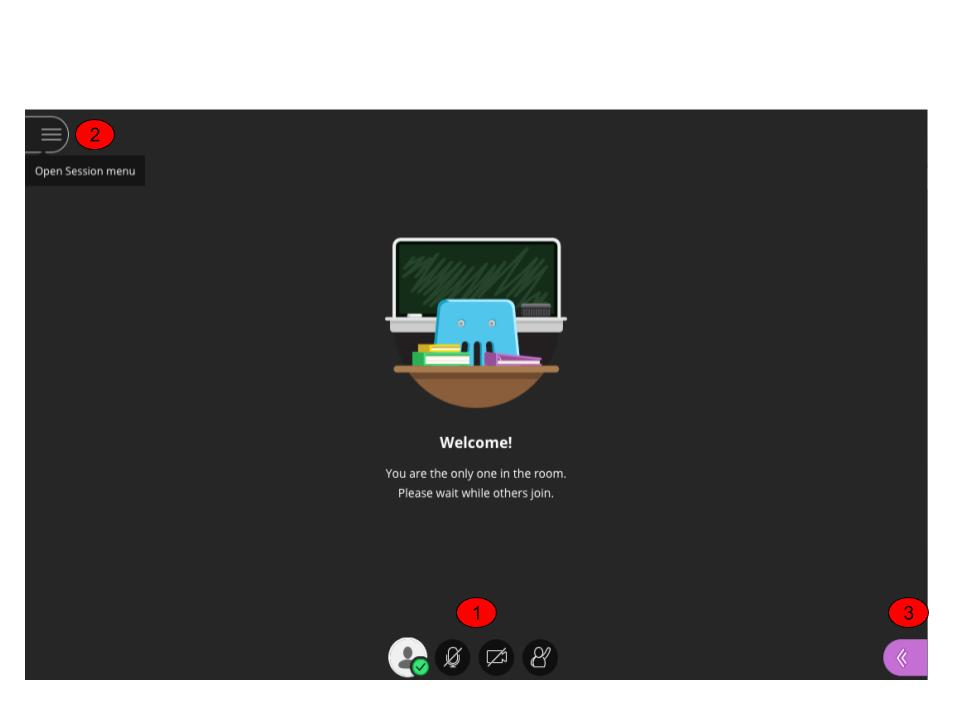 2
Open Session menu
Welcome!
You are the only one in the room.
Please wait while others join.
1
3